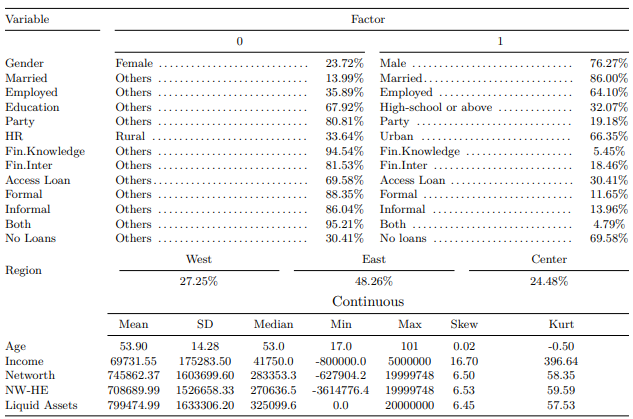 Variable Factor
0 1
Gender Female ........................... 23.72% Male ............................. 76.27%
Married Others ........................... 13.99% Married........................... 86.00%
Employed Others ........................... 35.89% Employed ......................... 64.10%
Education Others ........................... 67.92% High-school or above ............. 32.07%
Party Others ........................... 80.81% Party ............................ 19.18%
HR Rural ............................ 33.64% Urban ............................ 66.35%
Fin.Knowledge Others ........................... 94.54% Fin.Knowledge .................... 5.45%
Fin.Inter Others ........................... 81.53% Fin.Inter ........................ 18.46%
Access Loan Others........................... 69.58% Access Loan ...................... 30.41%
Formal Others ........................... 88.35% Formal ........................... 11.65%
Informal Others ........................... 86.04% Informal ......................... 13.96%
Both Others ........................... 95.21% Both ............................. 4.79%
No Loans Others ........................... 30.41% No loans ......................... 69.58%
Region West East Center
27.25% 48.26% 24.48%
Continuous
Mean SD Median Min Max Skew Kurt
Age 53.90 14.28 53.0 17.0 101 0.02 -0.50
Income 69731.55 175283.50 41750.0 -800000.0 5000000 16.70 396.64
Networth 745862.37 1603699.60 283353.3 -627904.2 19999748 6.50 58.35
NW-HE 708689.99 1526658.33 270636.5 -3614776.4 19999748 6.53 59.59
Liquid Assets 799474.99 1633306.20 325099.6 0.0 20000000 6.45 57.53